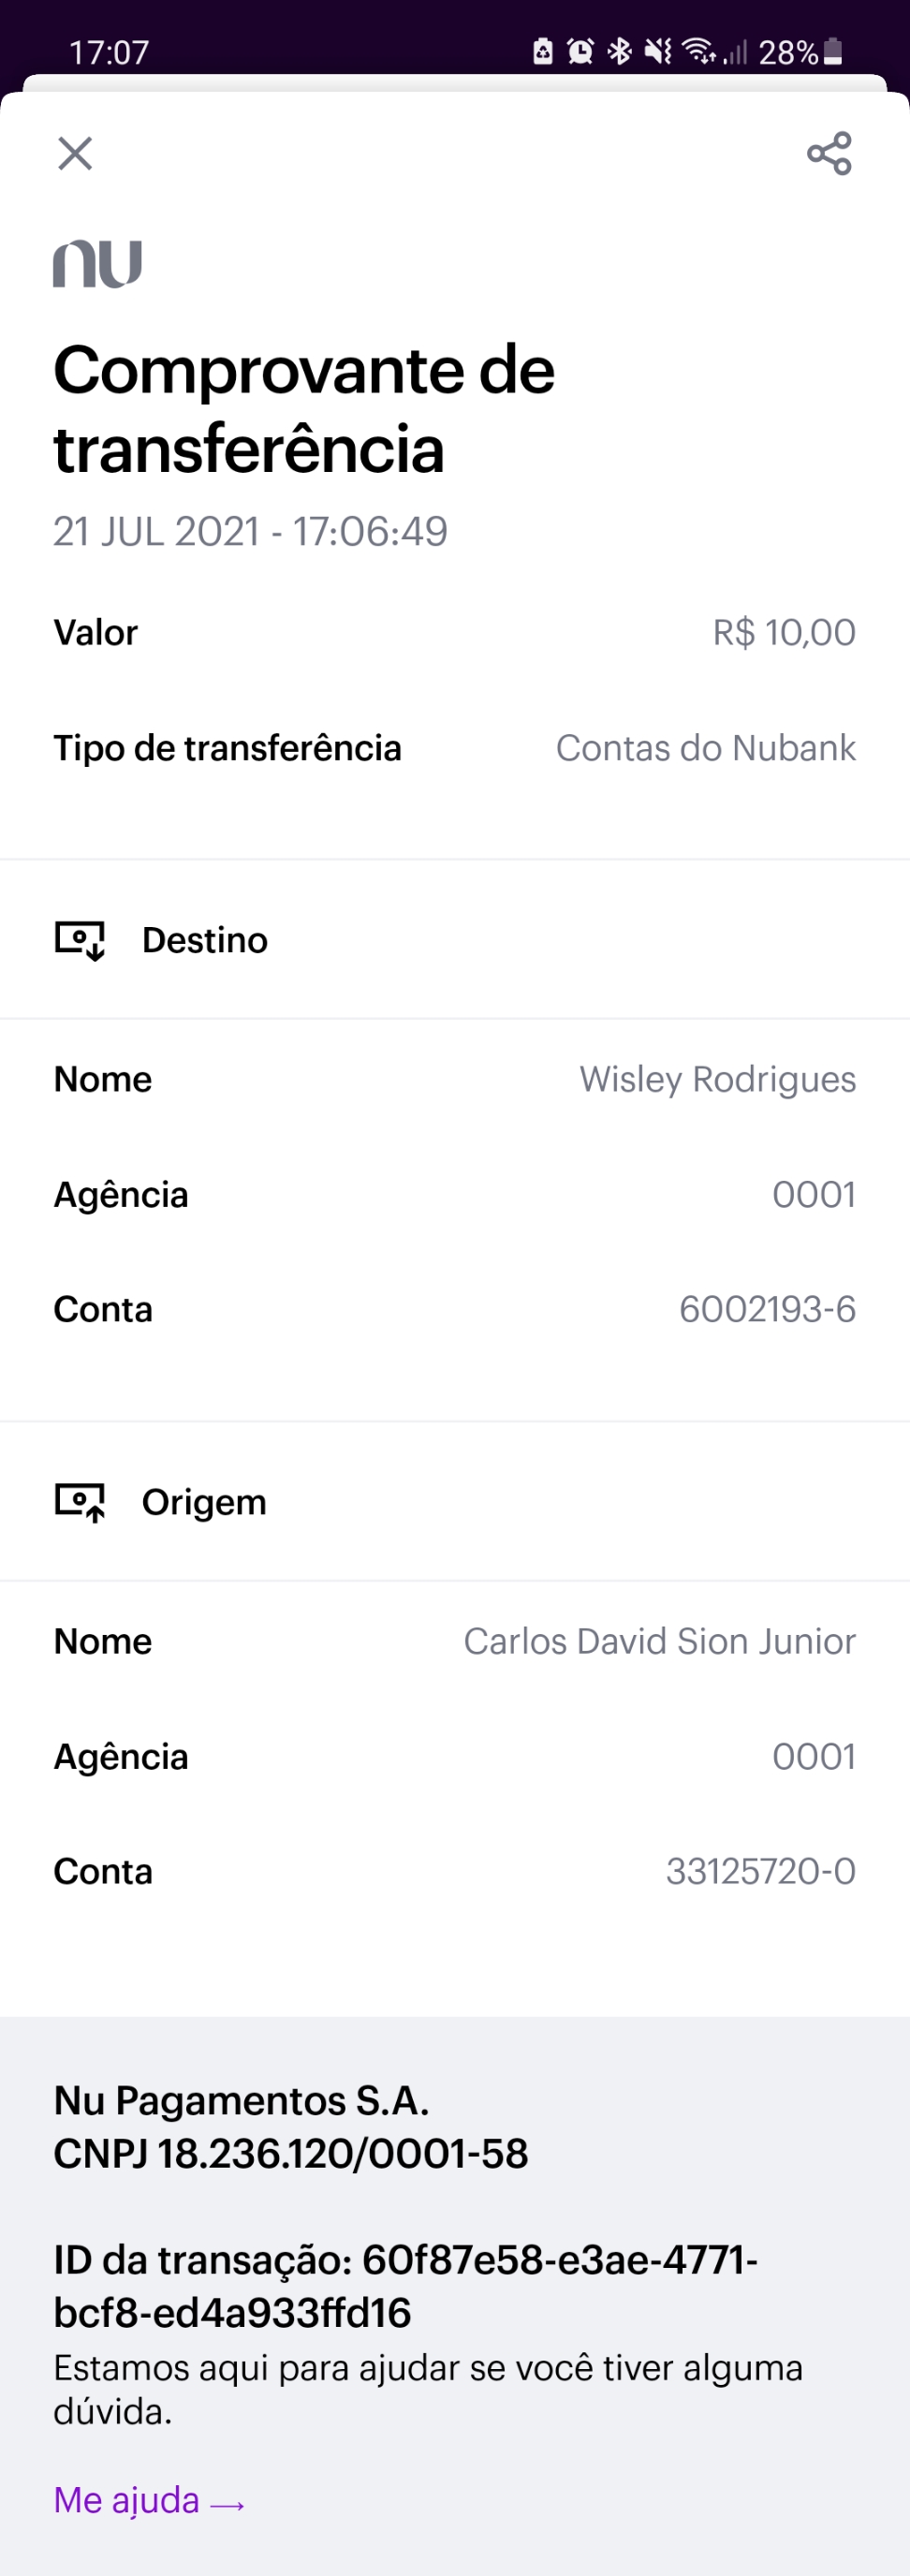 17:07 28%
nu
Comprovante de
transferência
21 JUL 2021 - 17:06:49
Valor R$ 10,00
Tipo de transferência Contas do Nubank
Destino
Nome Wisley Rodrigues
Agência 0001
Conta 6002193-6
Origem
Nome Carlos David Sion Junior
Agência 0001
Conta 33125720-0
Nu Pagamentos S.A.
CNPJ 18.236.120/0001-58
ID da transação: 60f87e58-e3ae-4771-
bcf8-ed4a933ffd16
Estamos aqui para ajudar se você tiver alguma
dúvida.
Me ajuda →